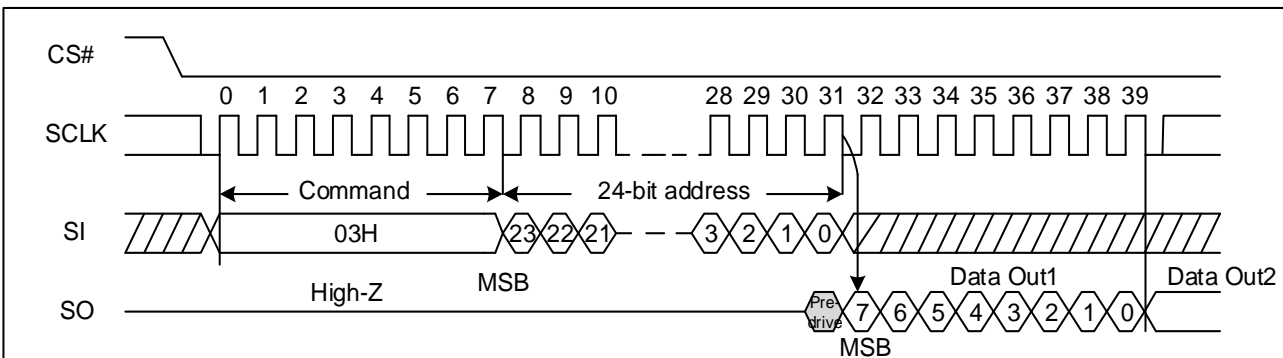 CS#
0 1 2 3 4 5 6 7 8 9 10 28 29 30 31 32 33 34 35 36 37 38 39
SCLK
Command 24-bit address
SI 03H 23 22 21 3 2 1 0
High-Z MSB Data Out1 Data Out2
SO Pre-drive 7 6 5 4 3 2 1 0
MSB